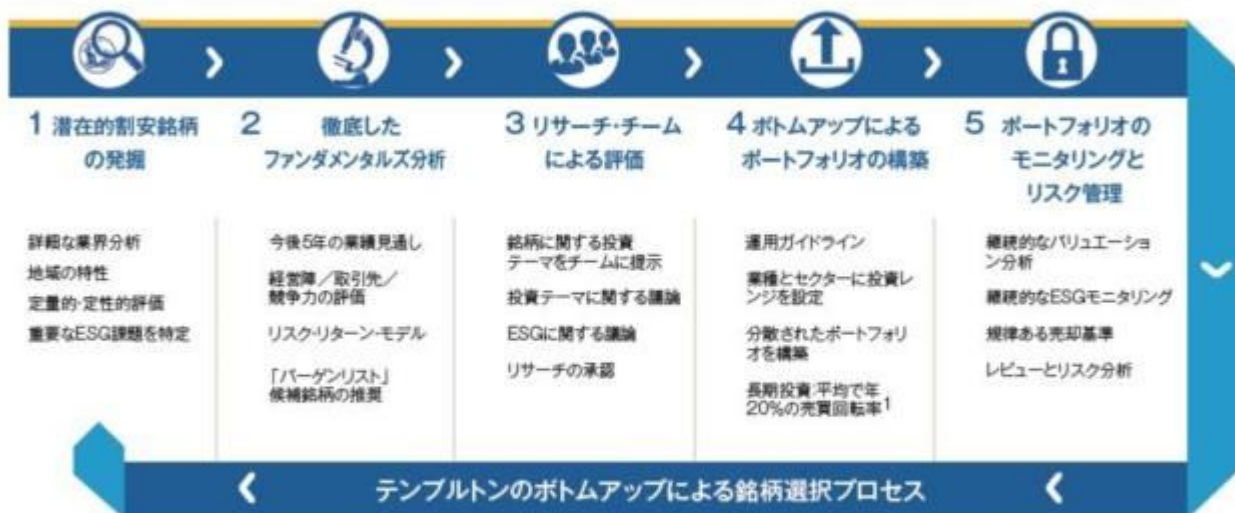 1 潜在的割安銘柄
の発掘
詳細な業界分析
地域の特性
定量的・定性的評価
重要なESG課題を特定
2 徹底した
ファンダメンタルズ分析
今後5年の業績見通し
経営陣／取引先／
競争力の評価
リスク・リターン・モデル
「バーゲンリスト」
候補銘柄の推奨
3 リサーチ・チーム
による評価
銘柄に関する投資
テーマをチームに提示
投資テーマに関する議論
ESGに関する議論
リサーチの承認
4 ボトムアップによる
ポートフォリオの構築
運用ガイドライン
業種とセクターに投資レ
ンジを設定
分散されたポートフォリ
オを構築
長期投資:平均で年
20%の売買回転率1
5 ポートフォリオの
モニタリングと
リスク管理
継続的なバリュエーショ
ン分析
継続的なESGモニタリング
規律ある売却基準
レビューとリスク分析
テンプルトンのボトムアップによる銘柄選択プロセス